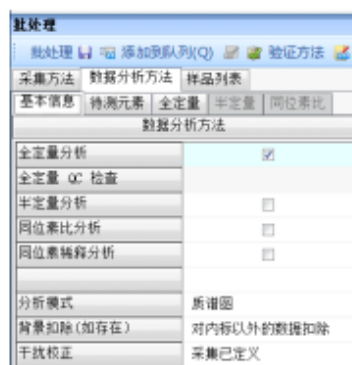 批处理
批处理 添加到队列(Q) 验证方法
采集方法 数据分析方法 样品列表
基本信息 待测元素 全定量 半定量 同位素比
数据分析方法
全定量分析
全定量 QC 检查
半定量分析
同位素比分析
同位素稀释分析
分析模式 质谱图
背景扣除(如存在) 对内标以外的数据扣除
干扰校正 采集已定义